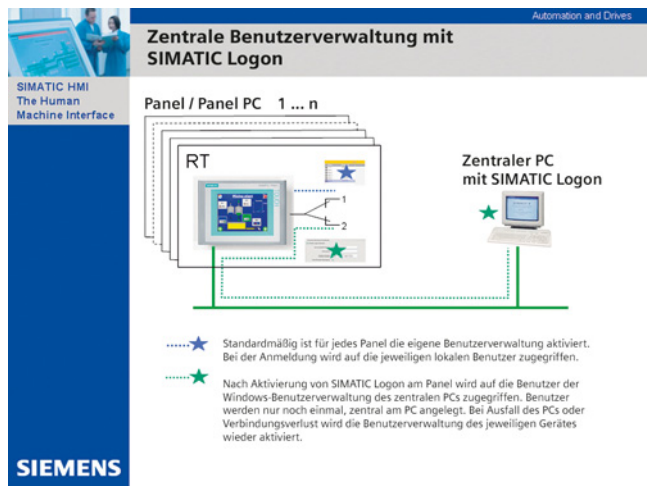 Automation and Drives
Zentrale Benutzerverwaltung mit
SIMATIC Logon
SIMATIC HMI
The Human
Machine Interface
Panel / Panel PC 1 ... n
RT
1
2
Zentraler PC
mit SIMATIC Logon
Standardmäßig ist für jedes Panel die eigene Benutzerverwaltung aktiviert.
Bei der Anmeldung wird auf die jeweiligen lokalen Benutzer zugegriffen.
Nach Aktivierung von SIMATIC Logon am Panel wird auf die Benutzer der
Windows-Benutzerverwaltung des zentralen PCs zugegriffen. Benutzer
werden nur noch einmal, zentral am PC angelegt. Bei Ausfall des PCs oder
Verbindungsverlust wird die Benutzerverwaltung des jeweiligen Gerätes
wieder aktiviert.
SIEMENS